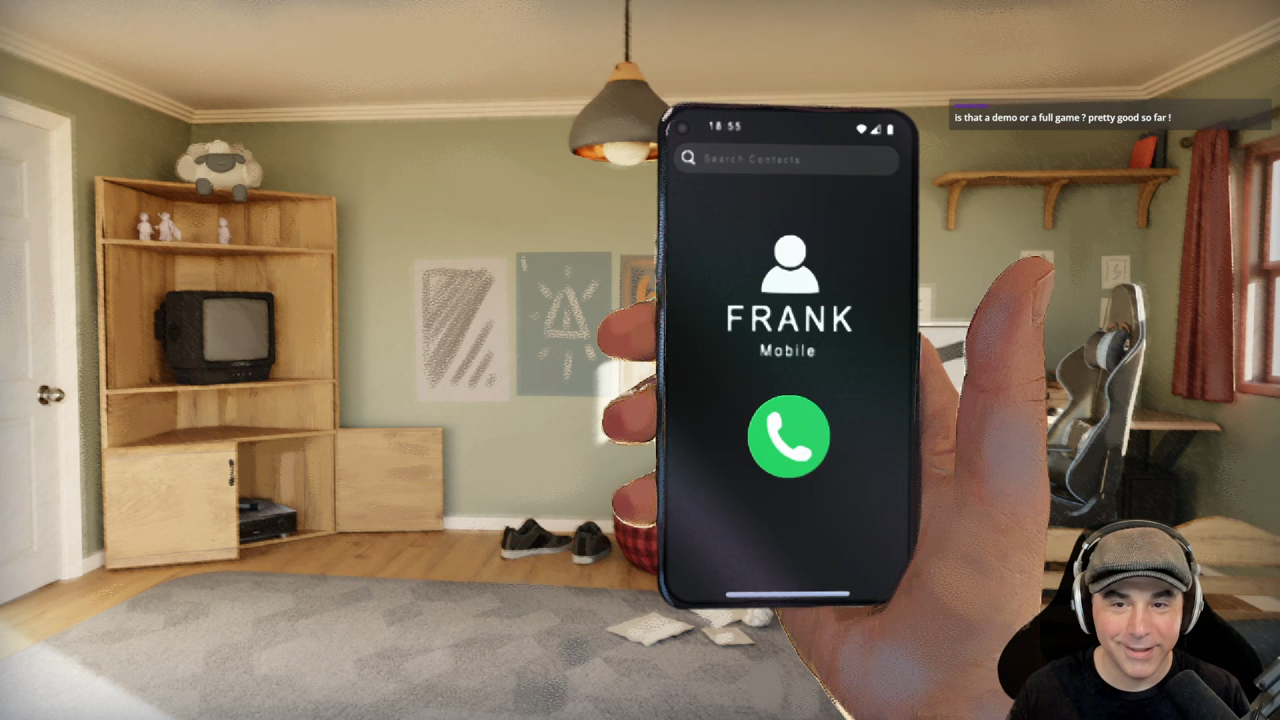 is that a demo or a full game ? pretty good so far !
18:55
Search Contacts
FRANK
Mobile